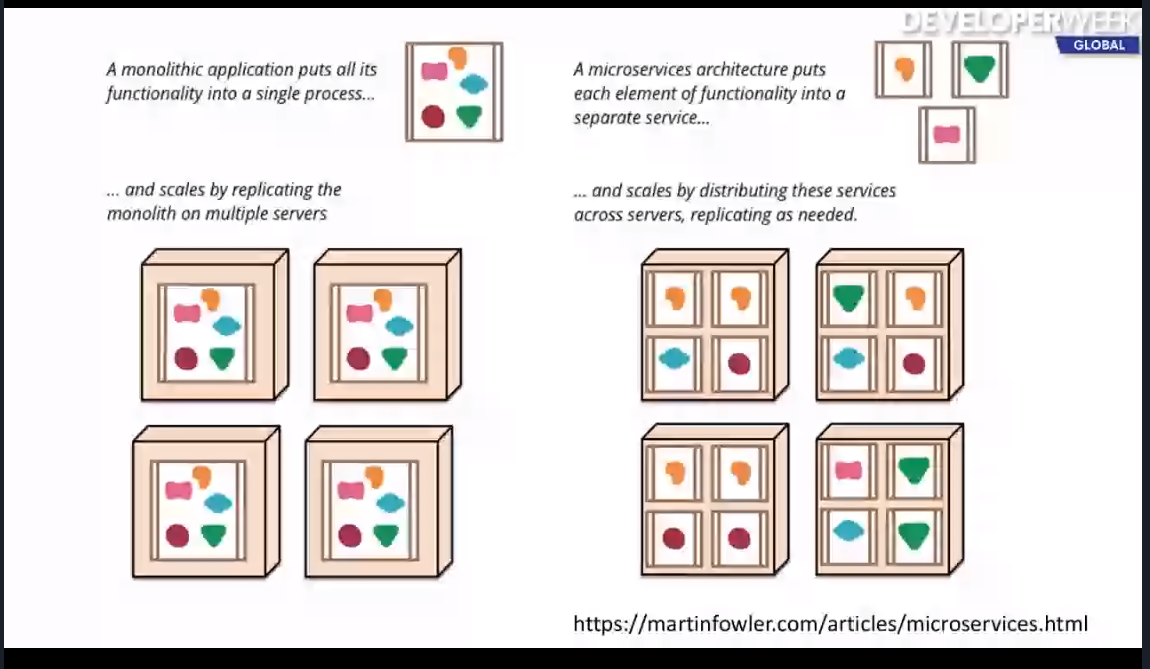 DEVELOPERWEEK
GLOBAL
A monolithic application puts all its
functionality into a single process...
A microservices architecture puts
each element of functionality into a
separate service...
... and scales by replicating the
monolith on multiple servers
... and scales by distributing these services
across servers, replicating as needed.
https://martinfowler.com/articles/microservices.html